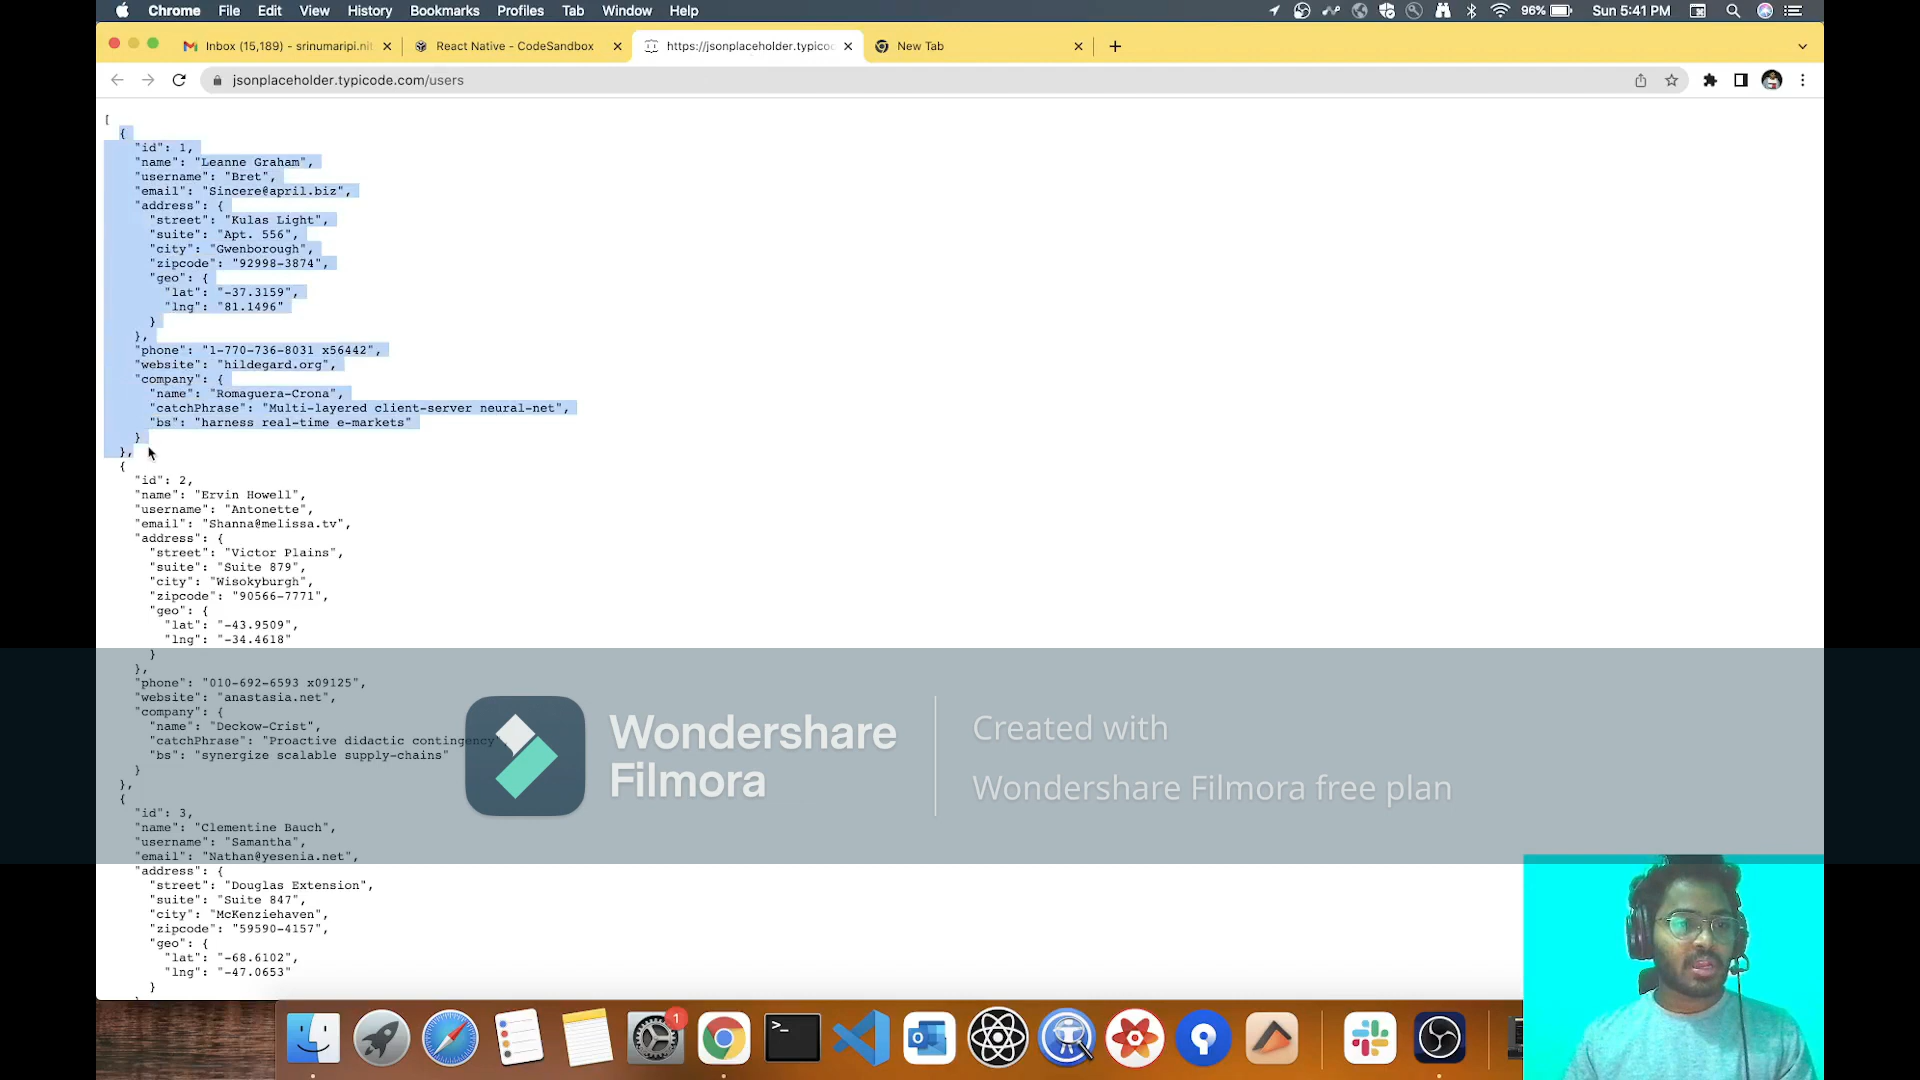 Chrome File Edit View History Bookmarks Profiles Tab Window Help 96% Sun 5:41 PM
Inbox (15,189) - srinumaripi.nit React Native - CodeSandbox https://jsonplaceholder.typicod New Tab
jsonplaceholder.typicode.com/users
[
{
"id": 1,
"name": "Leanne Graham",
"username": "Bret",
"email": "Sincere@april.biz",
"address": {
"street": "Kulas Light",
"suite": "Apt. 556",
"city": "Gwenborough",
"zipcode": "92998-3874",
"geo": {
"lat": "-37.3159",
"lng": "81.1496"
}
},
"phone": "1-770-736-8031 x56442",
"website": "hildegard.org",
"company": {
"name": "Romaguera-Crona",
"catchPhrase": "Multi-layered client-server neural-net",
"bs": "harness real-time e-markets"
}
},
{
"id": 2,
"name": "Ervin Howell",
"username": "Antonette",
"email": "Shanna@melissa.tv",
"address": {
"street": "Victor Plains",
"suite": "Suite 879",
"city": "Wisokyburgh",
"zipcode": "90566-7771",
"geo": {
"lat": "-43.9509",
"lng": "-34.4618"
}
},
"phone": "010-692-6593 x09125",
"website": "anastasia.net",
"company": {
"name": "Deckow-Crist",
"catchPhrase": "Proactive didactic contingency"
"bs": "synergize scalable supply-chains"
}
},
{
"id": 3,
"name": "Clementine Bauch",
"username": "Samantha",
"email": "Nathan@yesenia.net",
"address": {
"street": "Douglas Extension",
"suite": "Suite 847",
"city": "McKenziehaven",
"zipcode": "59590-4157",
"geo": {
"lat": "-68.6102",
"lng": "-47.0653"
}
Wondershare
Filmora
Created with
Wondershare Filmora free plan
1